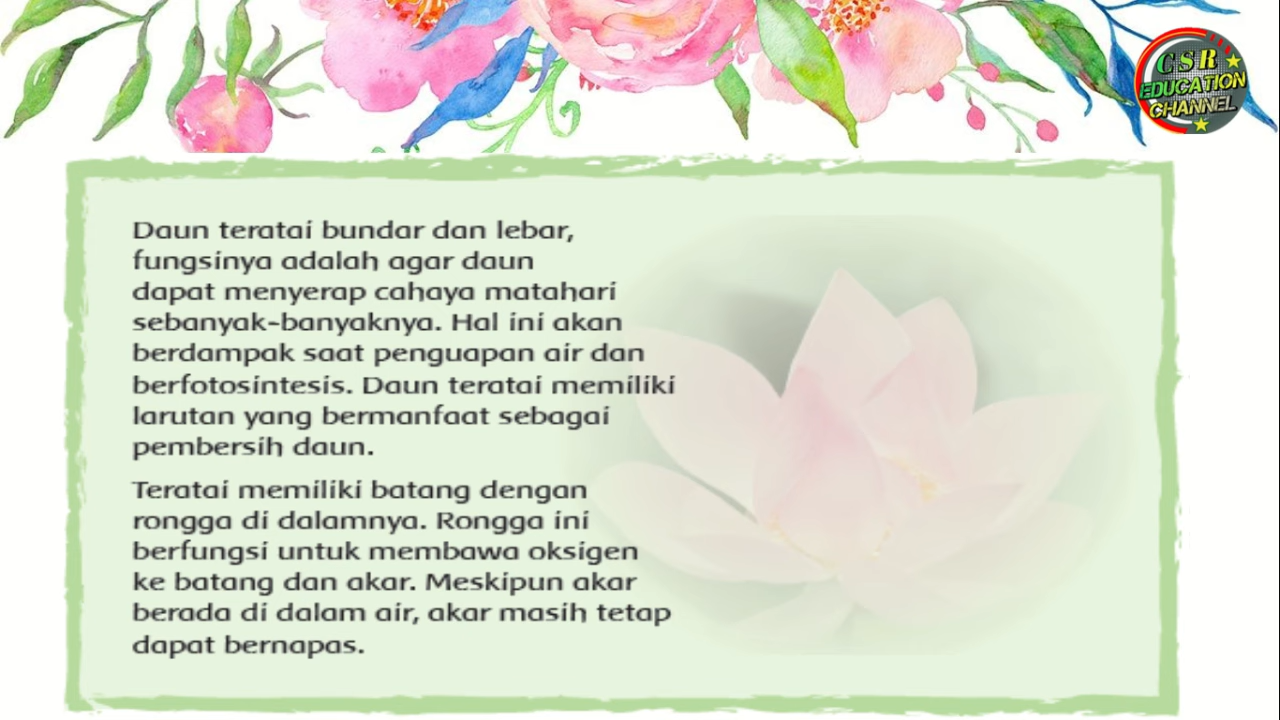 CSR
EDUCATION
CHANNEL
Daun teratai bundar dan lebar,
fungsinya adalah agar daun
dapat menyerap cahaya matahari
sebanyak-banyaknya. Hal ini akan
berdampak saat penguapan air dan
berfotosintesis. Daun teratai memiliki
larutan yang bermanfaat sebagai
pembersih daun.
Teratai memiliki batang dengan
rongga di dalamnya. Rongga ini
berfungsi untuk membawa oksigen
ke batang dan akar. Meskipun akar
berada di dalam air, akar masih tetap
dapat bernapas.